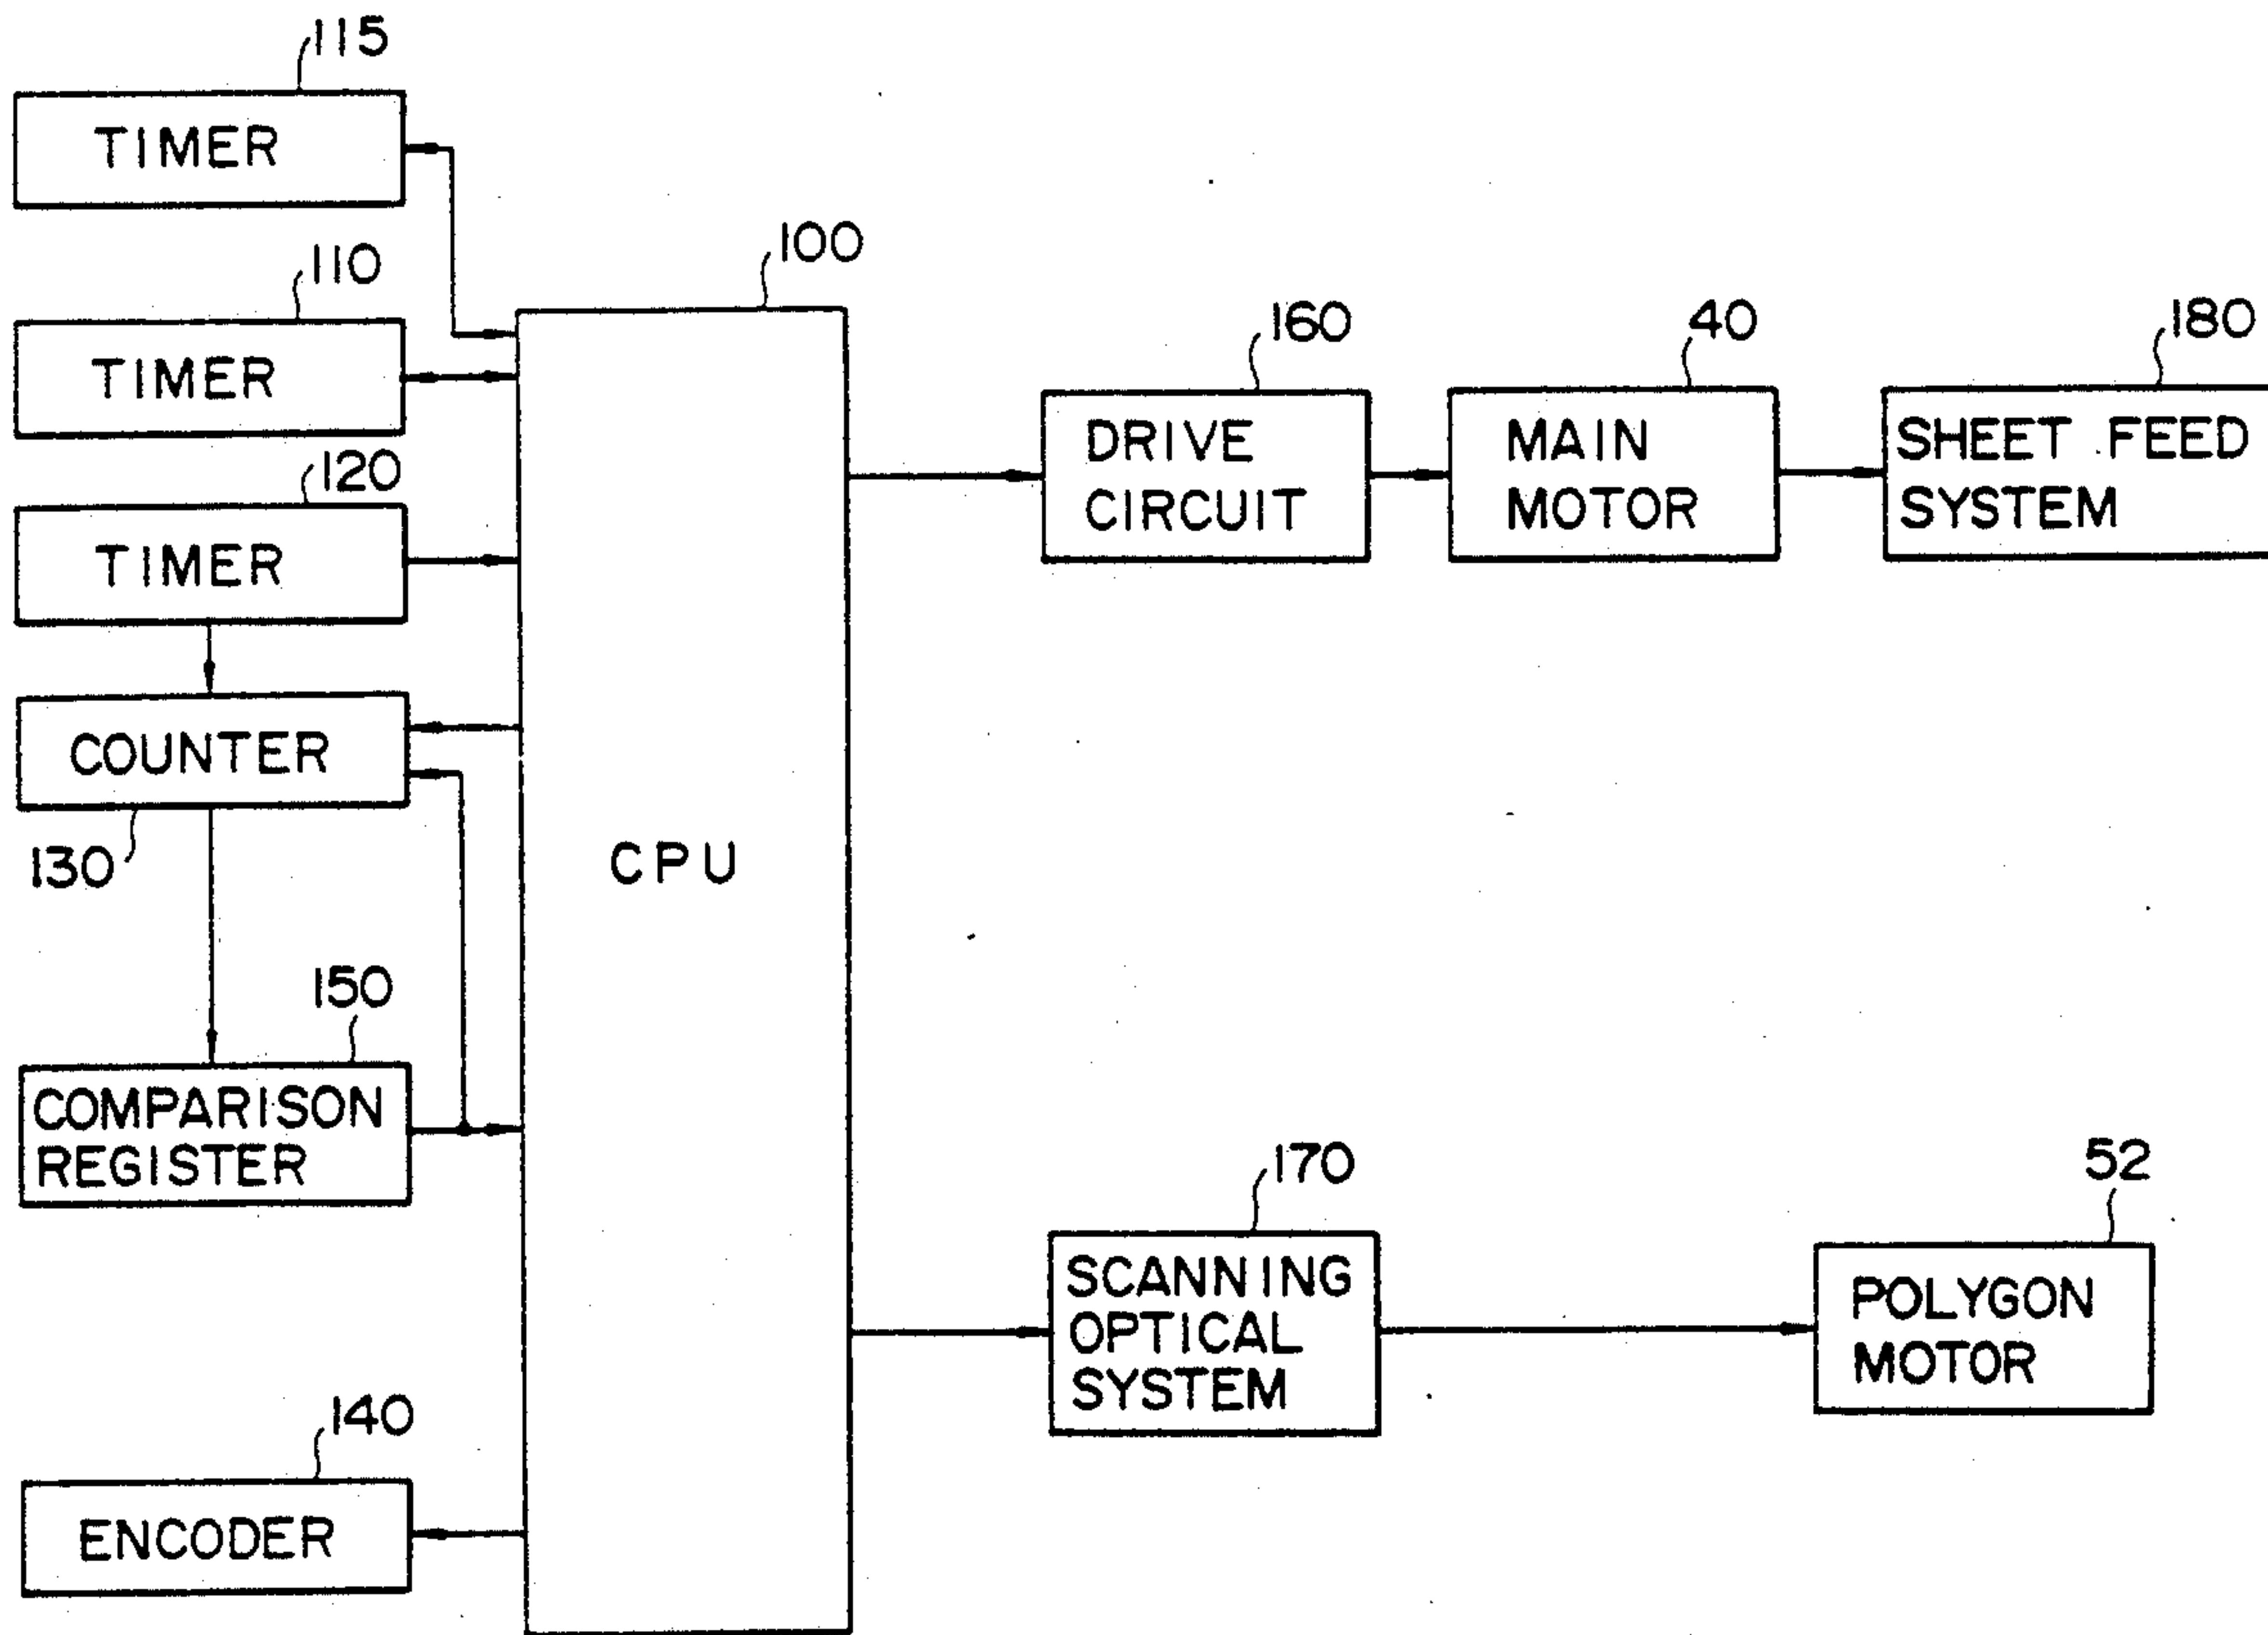 115
TIMER
110
TIMER
120
TIMER
COUNTER
130
150
COMPARISON
REGISTER
140
ENCODER
100
CPU
160
DRIVE
CIRCUIT
40
MAIN
MOTOR
180
SHEET FEED
SYSTEM
170
SCANNING
OPTICAL
SYSTEM
52
POLYGON
MOTOR